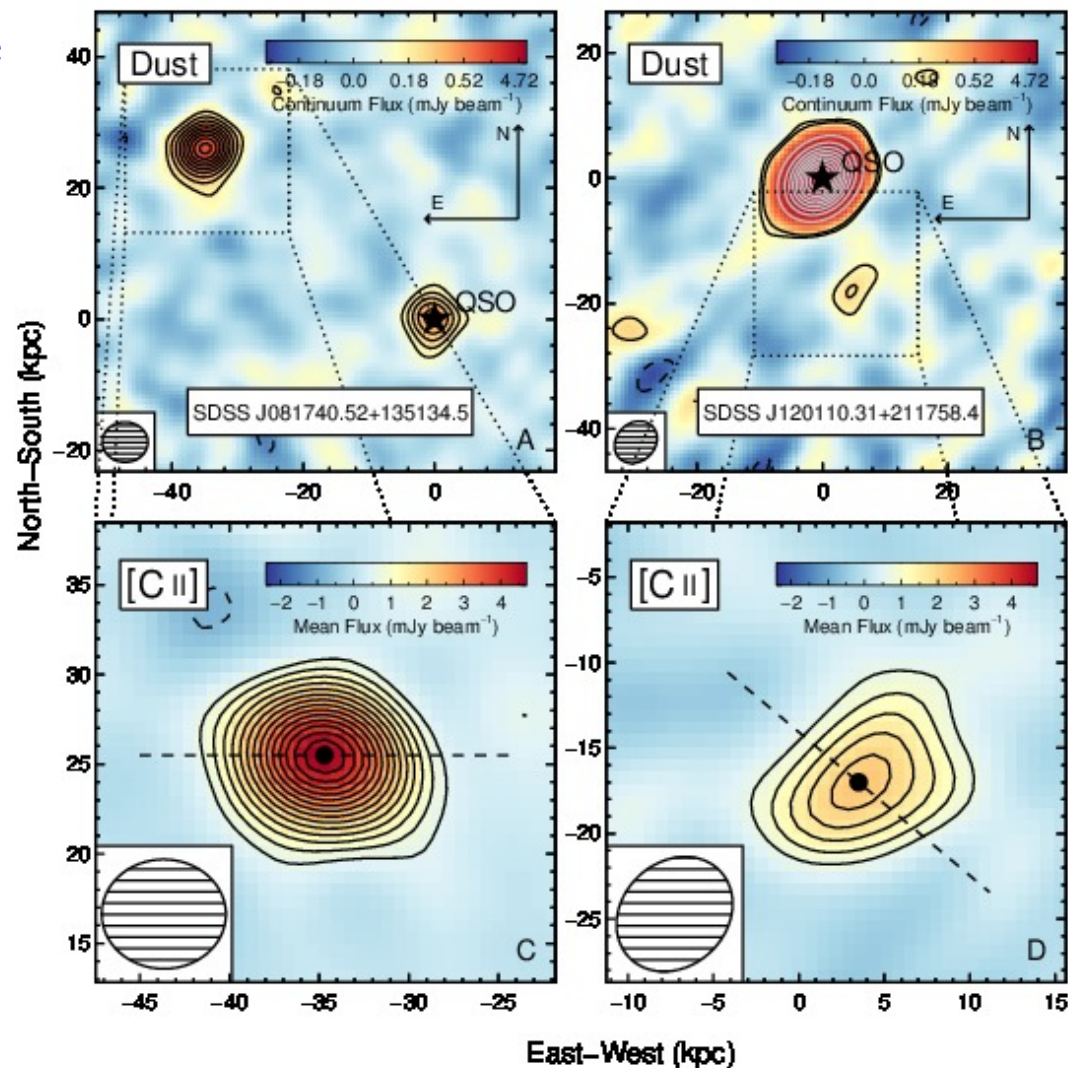 Dust
−0.18 0.0 0.18 0.52 4.72
Continuum Flux (mJy beam⁻¹)
N
E
QSO
SDSS J081740.52+135134.5
A
40
20
0
−20
−40 −20 0
Dust
−0.18 0.0 0.18 0.52 4.72
Continuum Flux (mJy beam⁻¹)
N
E
QSO
SDSS J120110.31+211758.4
B
20
0
−20
−40
−20 0 20
North−South (kpc)
[C II]
−2 −1 0 1 2 3 4
Mean Flux (mJy beam⁻¹)
C
35
30
25
20
15
−45 −40 −35 −30 −25
[C II]
−2 −1 0 1 2 3 4
Mean Flux (mJy beam⁻¹)
D
−5
−10
−15
−20
−25
−10 −5 0 5 10 15
East−West (kpc)